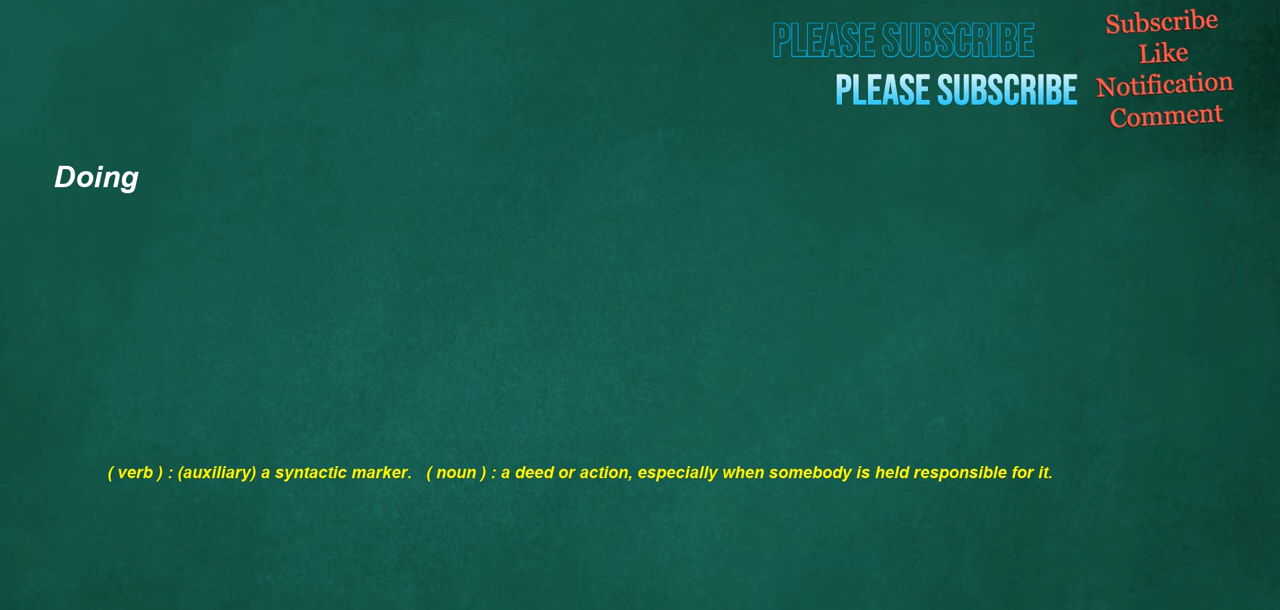 PLEASE SUBSCRIBE
PLEASE SUBSCRIBE
Subscribe
Like
Notification
Comment
Doing
( verb ) : (auxiliary) a syntactic marker.   ( noun ) : a deed or action, especially when somebody is held responsible for it.